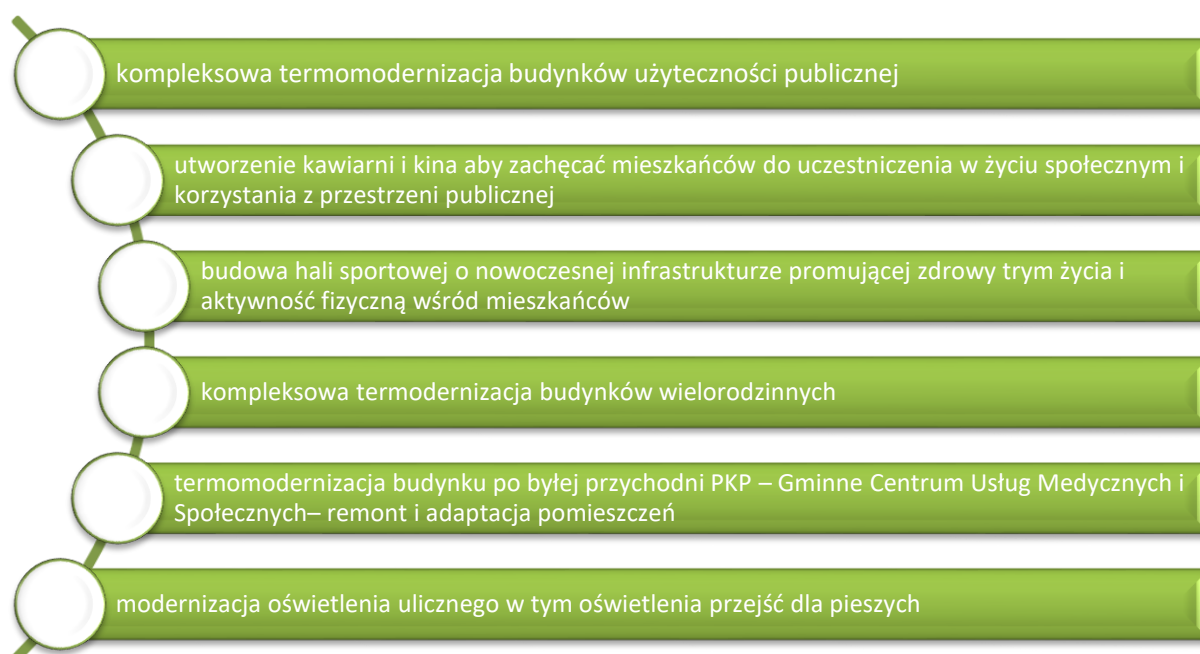 kompleksowa termomodernizacja budynków użyteczności publicznej
utworzenie kawiarni i kina aby zachęcać mieszkańców do uczestniczenia w życiu społecznym i
korzystania z przestrzeni publicznej
budowa hali sportowej o nowoczesnej infrastrukturze promującej zdrowy trym życia i
aktywność fizyczną wśród mieszkańców
kompleksowa termodernizacja budynków wielorodzinnych
termomodernizacja budynku po byłej przychodni PKP – Gminne Centrum Usług Medycznych i
Społecznych– remont i adaptacja pomieszczeń
modernizacja oświetlenia ulicznego w tym oświetlenia przejść dla pieszych